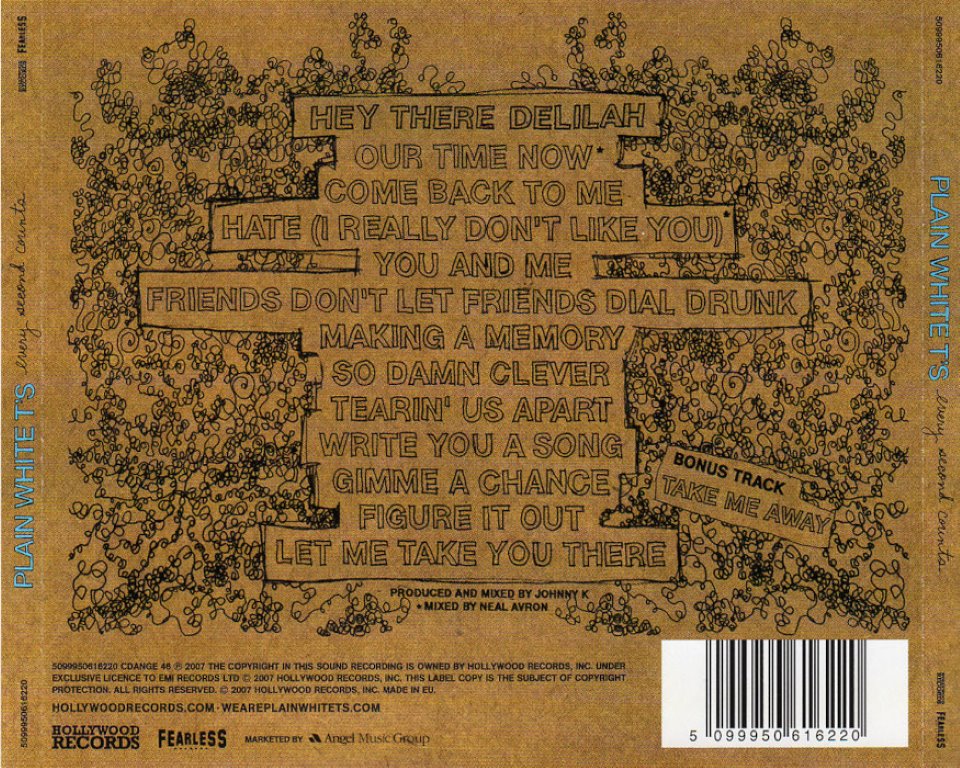 HEY THERE DELILAH
OUR TIME NOW*
COME BACK TO ME
HATE (I REALLY DON'T LIKE YOU)*
YOU AND ME
FRIENDS DON'T LET FRIENDS DIAL DRUNK
MAKING A MEMORY
SO DAMN CLEVER
TEARIN' US APART
WRITE YOU A SONG
GIMME A CHANCE
FIGURE IT OUT
LET ME TAKE YOU THERE
BONUS TRACK
TAKE ME AWAY
PRODUCED AND MIXED BY JOHNNY K
*MIXED BY NEAL AVRON
5099950616220 CDANGE 46 ℗ 2007 THE COPYRIGHT IN THIS SOUND RECORDING IS OWNED BY HOLLYWOOD RECORDS, INC. UNDER
EXCLUSIVE LICENCE TO EMI RECORDS LTD © 2007 HOLLYWOOD RECORDS, INC. THIS LABEL COPY IS THE SUBJECT OF COPYRIGHT
PROTECTION. ALL RIGHTS RESERVED. © 2007 HOLLYWOOD RECORDS, INC. MADE IN EU.
HOLLYWOODRECORDS.COM · WEAREPLAINWHITETS.COM
HOLLYWOOD
RECORDS
FEARLESS
MARKETED BY Angel Music Group
5 099950 616220
PLAIN WHITE T'S every second counts
FEARLESS
5099950616220
PLAIN WHITE T'S every second counts
FEARLESS
5099950616220